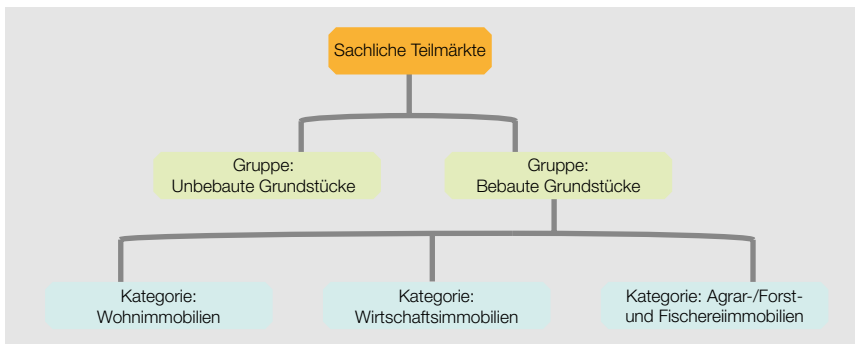 Sachliche Teilmärkte
Gruppe:
Unbebaute Grundstücke
Gruppe:
Bebaute Grundstücke
Kategorie:
Wohnimmobilien
Kategorie:
Wirtschaftsimmobilien
Kategorie: Agrar-/Forst-
und Fischereiimmobilien